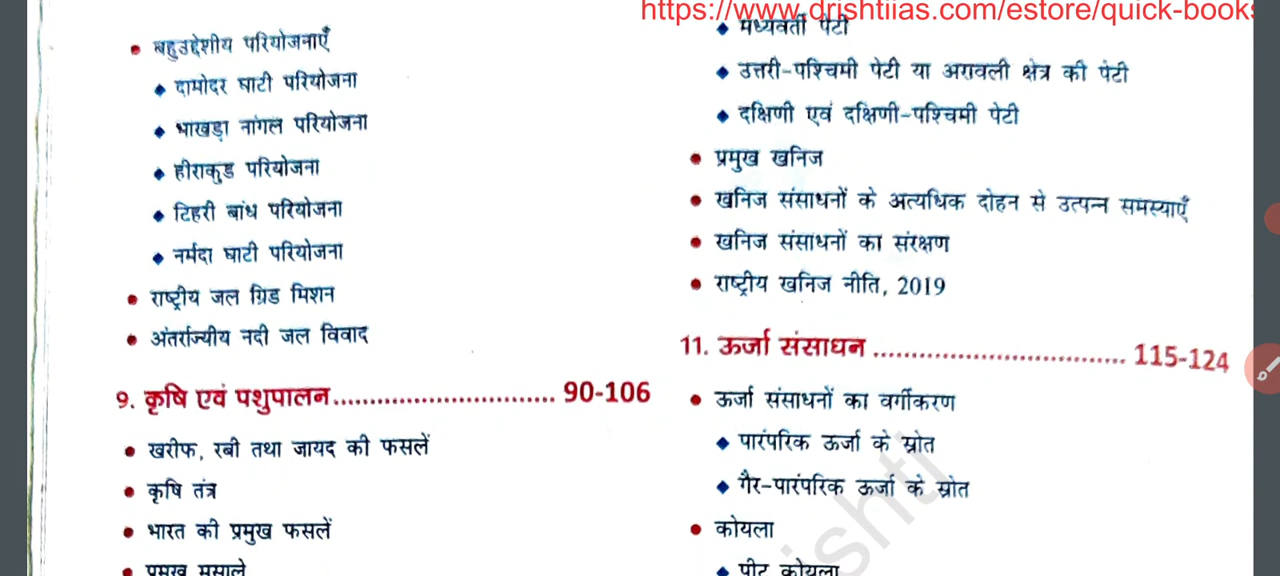 https://www.drishtiias.com/estore/quick-books
बहुउद्देशीय परियोजनाएँ
दामोदर घाटी परियोजना
भाखड़ा नांगल परियोजना
हीराकुड परियोजना
टिहरी बांध परियोजना
नर्मदा घाटी परियोजना
राष्ट्रीय जल ग्रिड मिशन
अंतर्राज्यीय नदी जल विवाद
9. कृषि एवं पशुपालन............................. 90-106
खरीफ, रबी तथा जायद की फसलें
कृषि तंत्र
भारत की प्रमुख फसलें
प्रमुख मसाले
मध्यवर्ती पेटी
उत्तरी-पश्चिमी पेटी या अरावली क्षेत्र की पेटी
दक्षिणी एवं दक्षिणी-पश्चिमी पेटी
प्रमुख खनिज
खनिज संसाधनों के अत्यधिक दोहन से उत्पन्न समस्याएँ
खनिज संसाधनों का संरक्षण
राष्ट्रीय खनिज नीति, 2019
11. ऊर्जा संसाधन ................................. 115-124
ऊर्जा संसाधनों का वर्गीकरण
पारंपरिक ऊर्जा के स्रोत
गैर-पारंपरिक ऊर्जा के स्रोत
कोयला
पीट कोयला